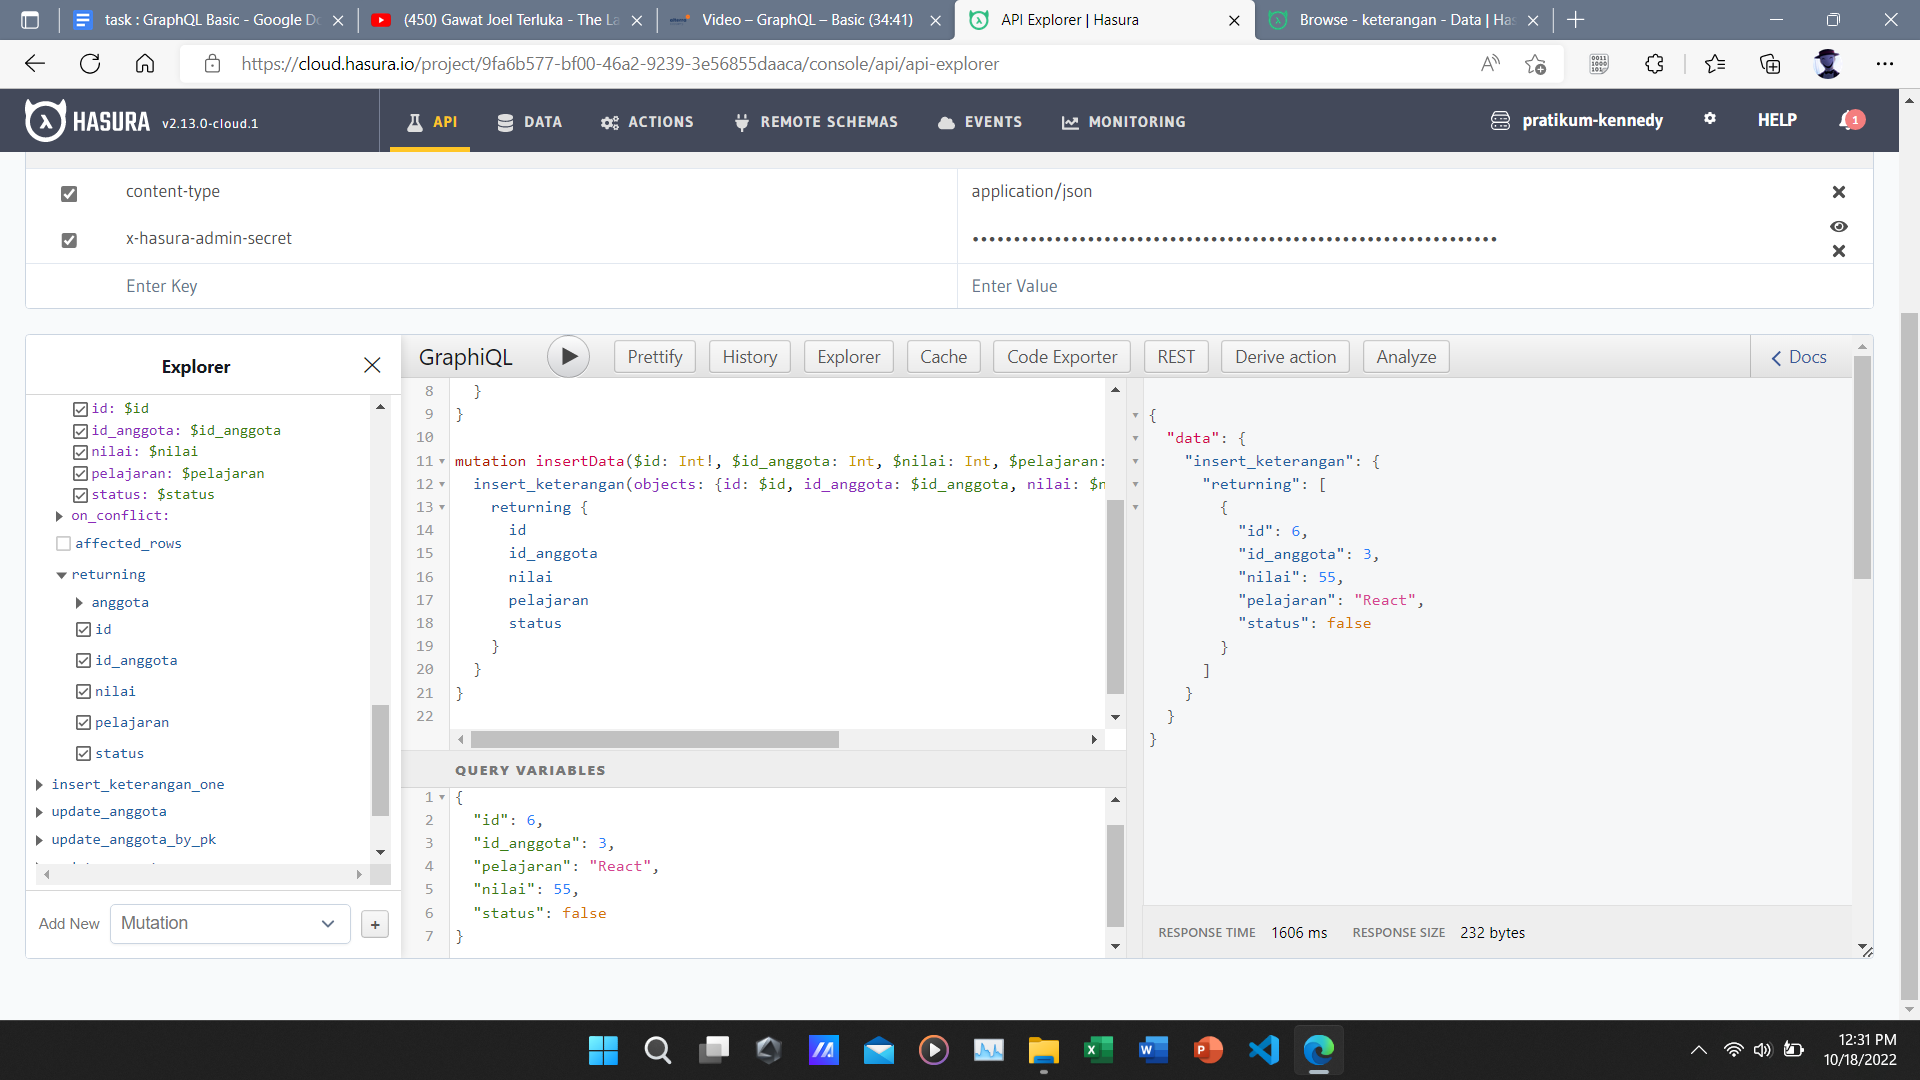 task : GraphQL Basic - Google Do
(450) Gawat Joel Terluka - The La
Video – GraphQL – Basic (34:41)
API Explorer | Hasura
Browse - keterangan - Data | Has
https://cloud.hasura.io/project/9fa6b577-bf00-46a2-9239-3e56855daaca/console/api/api-explorer
HASURA v2.13.0-cloud.1
API
DATA
ACTIONS
REMOTE SCHEMAS
EVENTS
MONITORING
pratikum-kennedy
HELP
1
content-type
application/json
x-hasura-admin-secret
••••••••••••••••••••••••••••••••••••••••••••••••••••••••••••••••
Enter Key
Enter Value
Explorer
id: $id
id_anggota: $id_anggota
nilai: $nilai
pelajaran: $pelajaran
status: $status
on_conflict:
affected_rows
returning
anggota
id
id_anggota
nilai
pelajaran
status
insert_keterangan_one
update_anggota
update_anggota_by_pk
Add New
Mutation
+
GraphiQL
Prettify
History
Explorer
Cache
Code Exporter
REST
Derive action
Analyze
Docs
8 }
9 }
10
11 mutation insertData($id: Int!, $id_anggota: Int, $nilai: Int, $pelajaran:
12 insert_keterangan(objects: {id: $id, id_anggota: $id_anggota, nilai: $n
13 returning {
14 id
15 id_anggota
16 nilai
17 pelajaran
18 status
19 }
20 }
21 }
22
QUERY VARIABLES
1 {
2 "id": 6,
3 "id_anggota": 3,
4 "pelajaran": "React",
5 "nilai": 55,
6 "status": false
7 }
{
"data": {
"insert_keterangan": {
"returning": [
{
"id": 6,
"id_anggota": 3,
"nilai": 55,
"pelajaran": "React",
"status": false
}
]
}
}
}
RESPONSE TIME 1606 ms RESPONSE SIZE 232 bytes
12:31 PM
10/18/2022